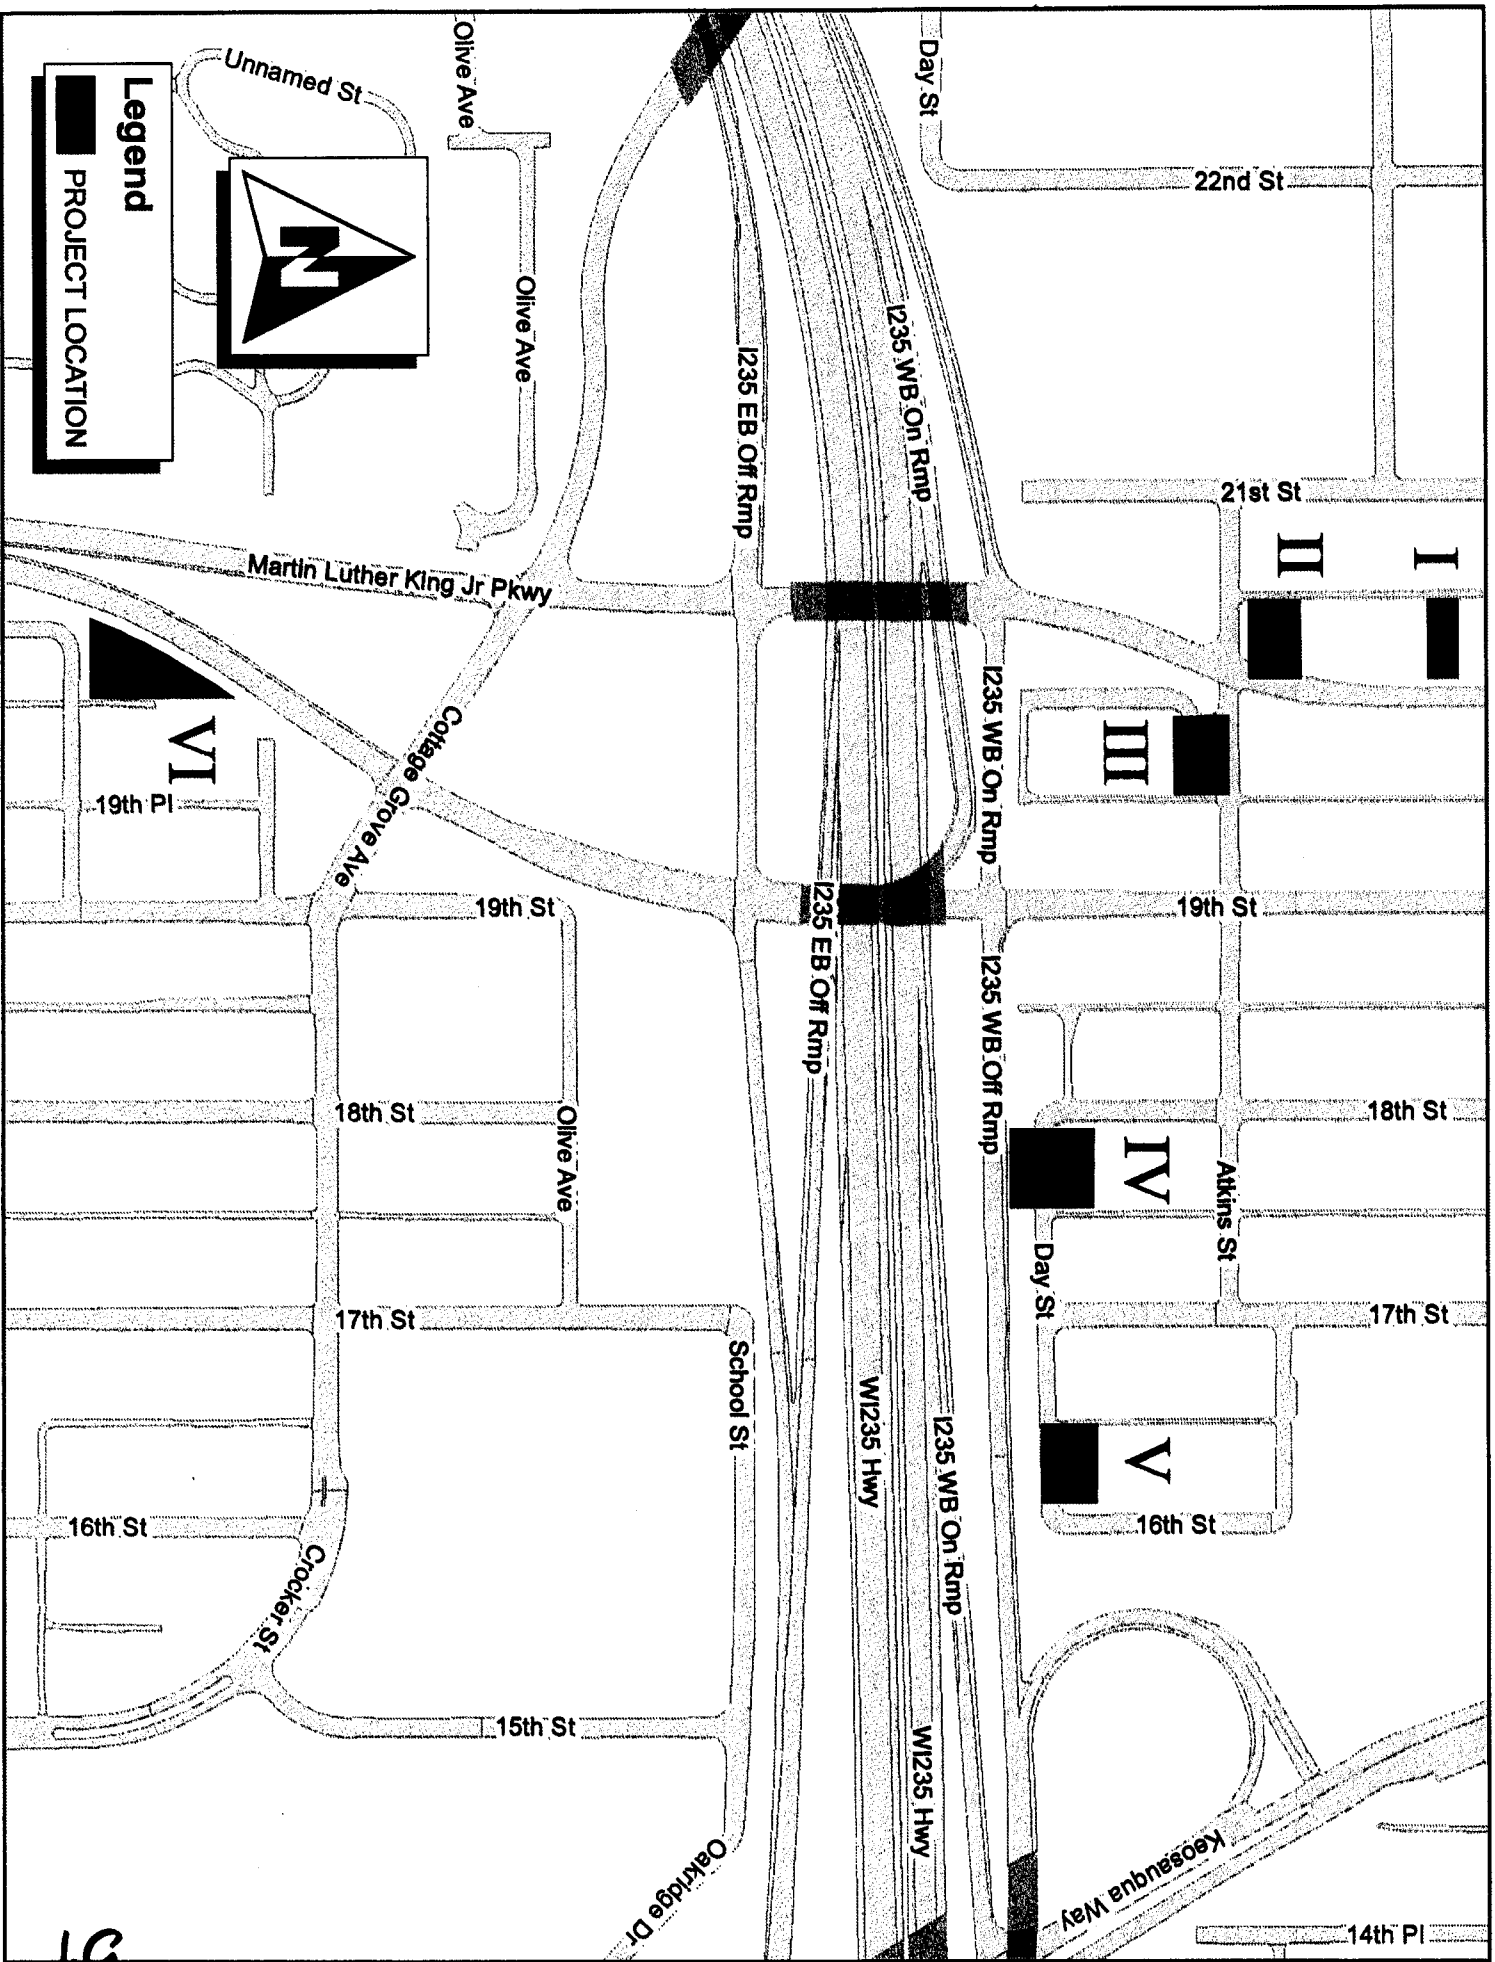 Legend
PROJECT LOCATION
N
Unnamed St
Olive Ave
Olive Ave
Day St
22nd St
I235 EB Off Rmp
I235 WB On Rmp
21st St
I
II
III
Martin Luther King Jr Pkwy
I235 WB On Rmp
VI
19th Pl
Cottage Grove Ave
19th St
19th St
I235 EB Off Rmp
I235 WB Off Rmp
18th St
Olive Ave
18th St
IV
Atkins St
Day St
17th St
School St
17th St
WI235 Hwy
I235 WB On Rmp
V
16th St
16th St
Crocker St
15th St
WI235 Hwy
Oakridge Dr
Keosauqua Way
14th Pl